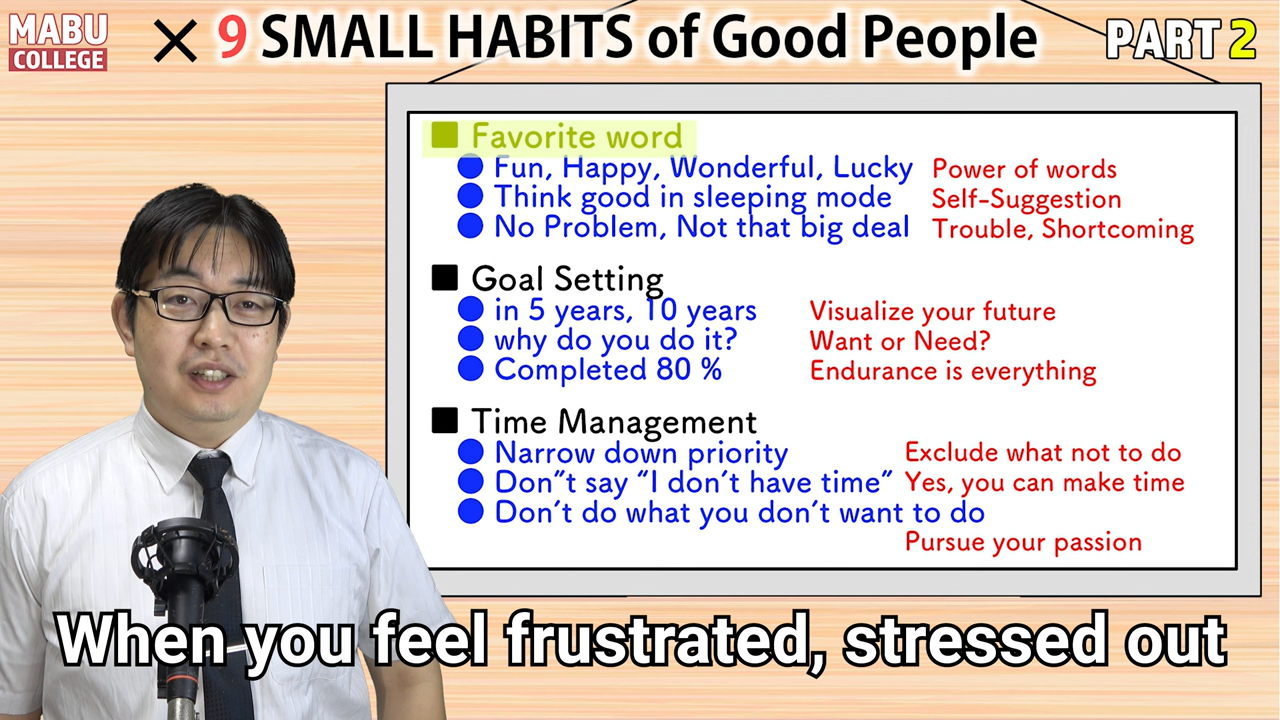 MABU
COLLEGE
× 9 SMALL HABITS of Good People
PART 2
■ Favorite word
● Fun, Happy, Wonderful, Lucky Power of words
● Think good in sleeping mode Self-Suggestion
● No Problem, Not that big deal Trouble, Shortcoming
■ Goal Setting
● in 5 years, 10 years Visualize your future
● why do you do it? Want or Need?
● Completed 80 % Endurance is everything
■ Time Management
● Narrow down priority Exclude what not to do
● Don”t say “I don’t have time” Yes, you can make time
● Don’t do what you don’t want to do
Pursue your passion
When you feel frustrated, stressed out